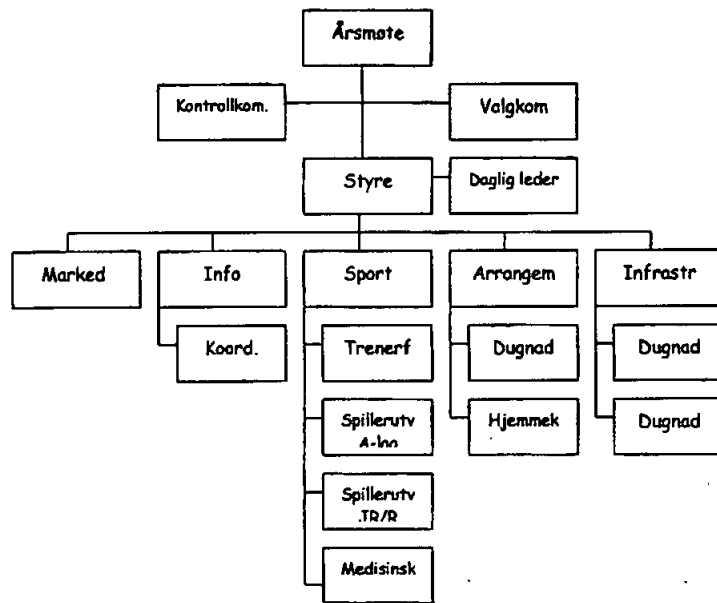 Årsmøte
Kontrollkom.
Valgkom
Styre
Daglig leder
Marked
Info
Sport
Arrangem
Infrastr
Koord.
Trenerf
Dugnad
Dugnad
Spillerutv
Hjemmek
Dugnad
Spillerutv
Medisinsk